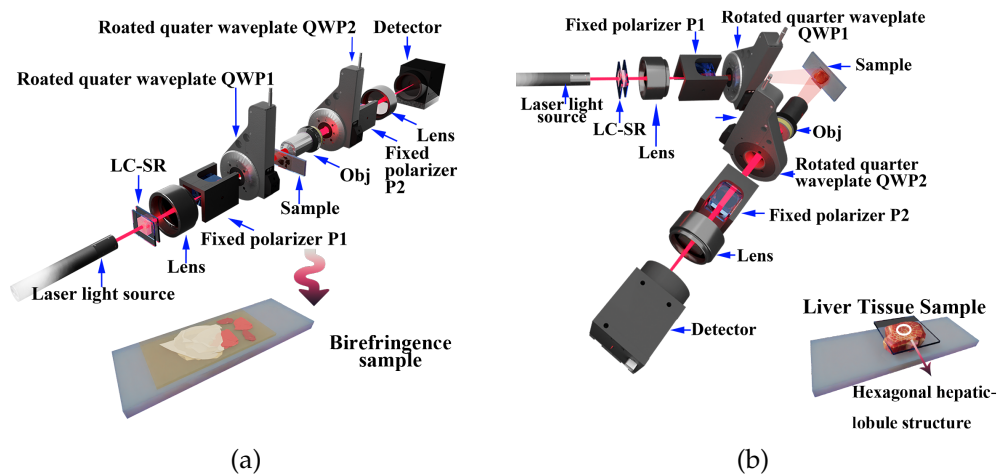 Roated quater waveplate QWP2
Detector
Roated quater waveplate QWP1
LC-SR
Lens
Fixed
polarizer
P2
Obj
Sample
Fixed polarizer P1
Lens
Laser light source
Birefringence
sample
(a)
(b)
Rotated quarter
waveplate
QWP1
Fixed polarizer P1
Sample
Laser light
source
LC-SR
Lens
Obj
Rotated quarter
waveplate QWP2
Fixed polarizer P2
Lens
Detector
Liver Tissue Sample
Hexagonal hepatic-
lobule structure